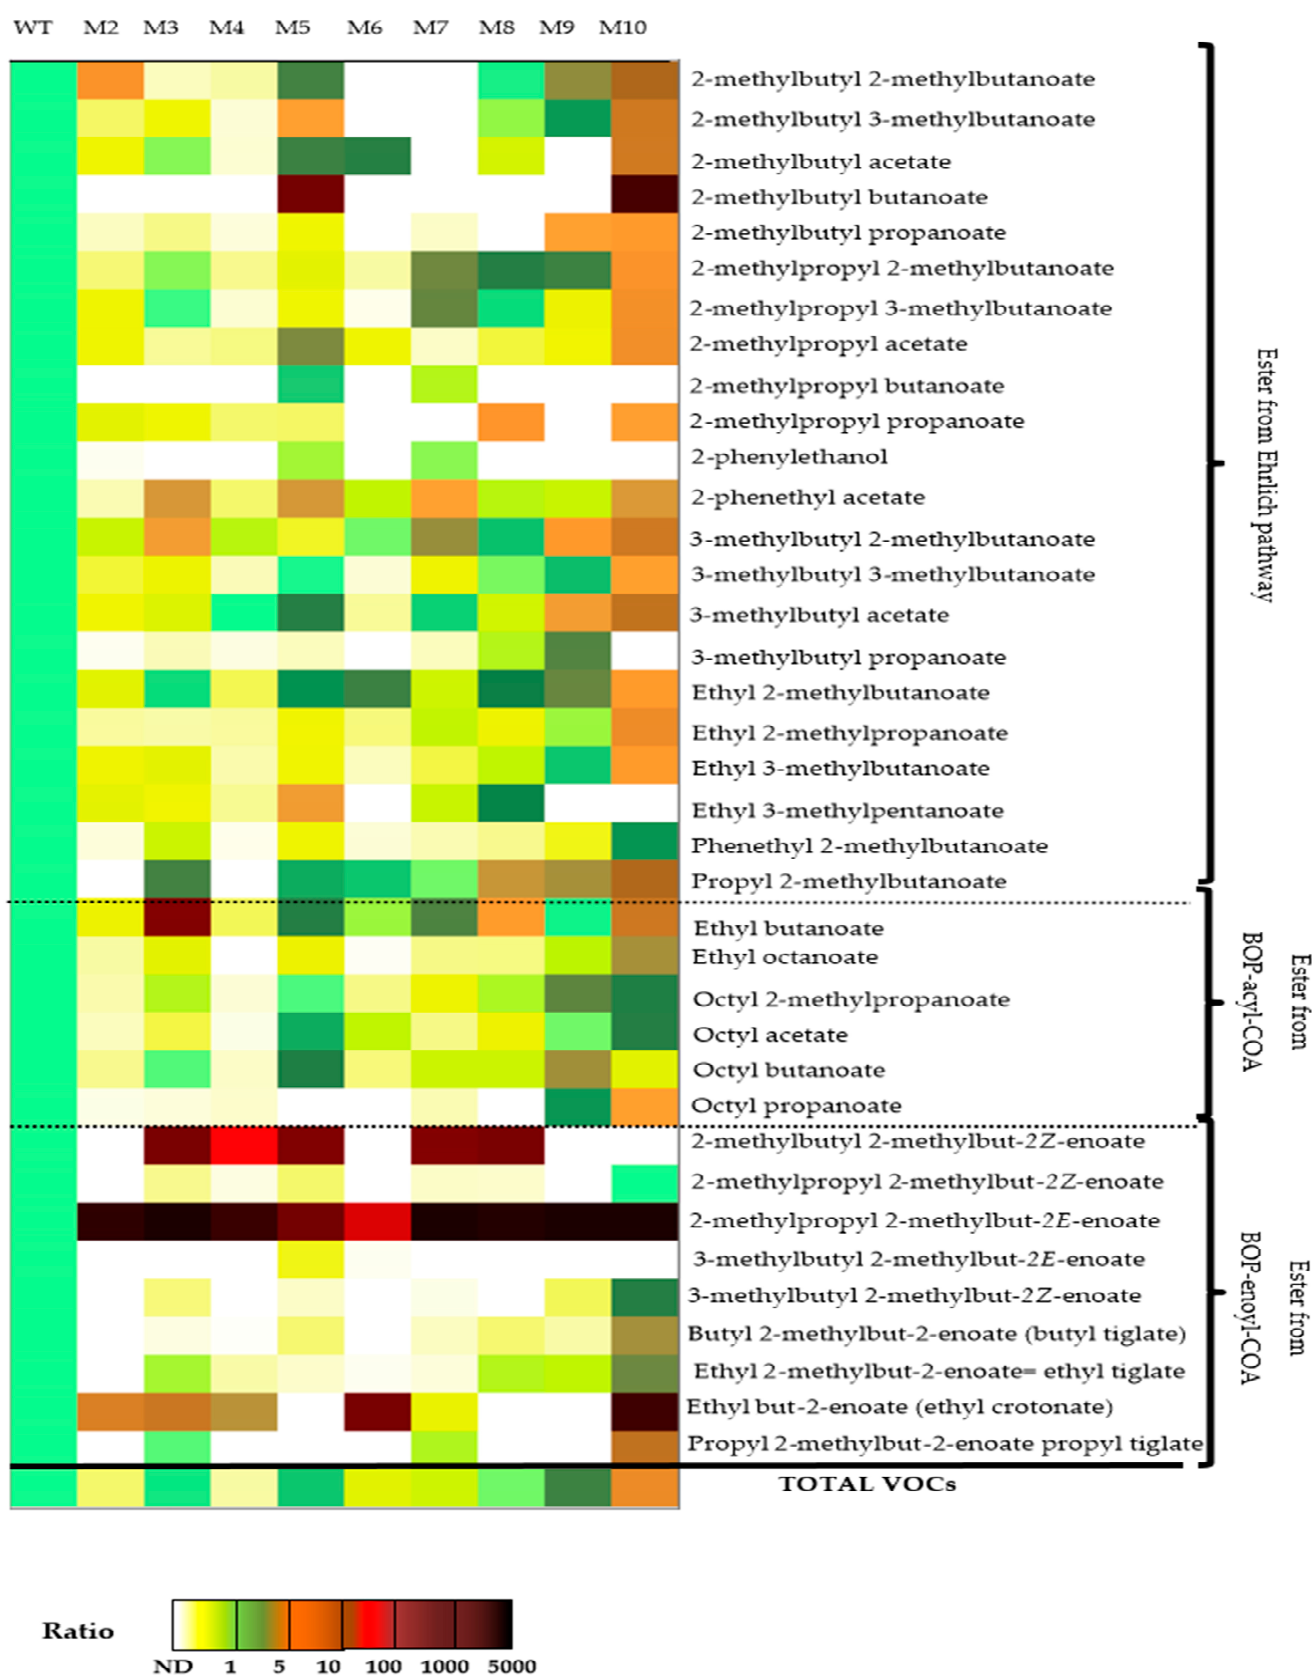 WT M2 M3 M4 M5 M6 M7 M8 M9 M10
2-methylbutyl 2-methylbutanoate
2-methylbutyl 3-methylbutanoate
2-methylbutyl acetate
2-methylbutyl butanoate
2-methylbutyl propanoate
2-methylpropyl 2-methylbutanoate
2-methylpropyl 3-methylbutanoate
2-methylpropyl acetate
2-methylpropyl butanoate
2-methylpropyl propanoate
2-phenylethanol
2-phenethyl acetate
3-methylbutyl 2-methylbutanoate
3-methylbutyl 3-methylbutanoate
3-methylbutyl acetate
3-methylbutyl propanoate
Ethyl 2-methylbutanoate
Ethyl 2-methylpropanoate
Ethyl 3-methylbutanoate
Ethyl 3-methylpentanoate
Phenethyl 2-methylbutanoate
Propyl 2-methylbutanoate
Ester from Ehrlich pathway
Ethyl butanoate
Ethyl octanoate
Octyl 2-methylpropanoate
Octyl acetate
Octyl butanoate
Octyl propanoate
Ester from
BOP-acyl-COA
2-methylbutyl 2-methylbut-2Z-enoate
2-methylpropyl 2-methylbut-2Z-enoate
2-methylpropyl 2-methylbut-2E-enoate
3-methylbutyl 2-methylbut-2E-enoate
3-methylbutyl 2-methylbut-2Z-enoate
Butyl 2-methylbut-2-enoate (butyl tiglate)
Ethyl 2-methylbut-2-enoate= ethyl tiglate
Ethyl but-2-enoate (ethyl crotonate)
Propyl 2-methylbut-2-enoate propyl tiglate
Ester from
BOP-enoyl-COA
TOTAL VOCs
Ratio
ND 1 5 10 100 1000 5000